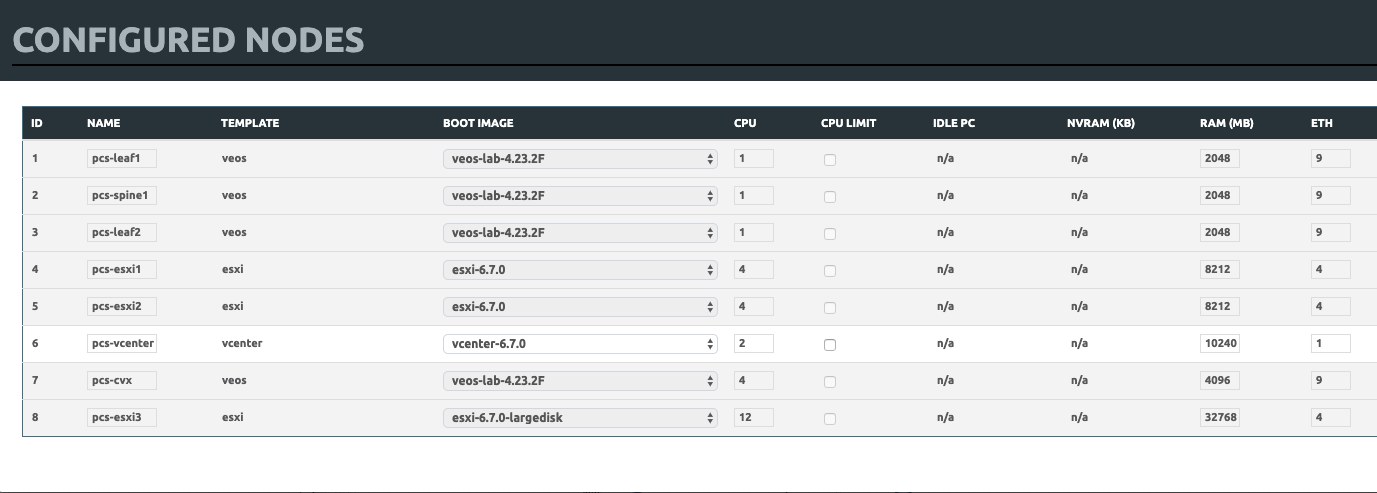 CONFIGURED NODES
ID NAME TEMPLATE BOOT IMAGE CPU CPU LIMIT IDLE PC NVRAM (KB) RAM (MB) ETH
1 pcs-leaf1 veos veos-lab-4.23.2F 1 n/a n/a 2048 9
2 pcs-spine1 veos veos-lab-4.23.2F 1 n/a n/a 2048 9
3 pcs-leaf2 veos veos-lab-4.23.2F 1 n/a n/a 2048 9
4 pcs-esxi1 esxi esxi-6.7.0 4 n/a n/a 8212 4
5 pcs-esxi2 esxi esxi-6.7.0 4 n/a n/a 8212 4
6 pcs-vcenter vcenter vcenter-6.7.0 2 n/a n/a 10240 1
7 pcs-cvx veos veos-lab-4.23.2F 4 n/a n/a 4096 9
8 pcs-esxi3 esxi esxi-6.7.0-largedisk 12 n/a n/a 32768 4